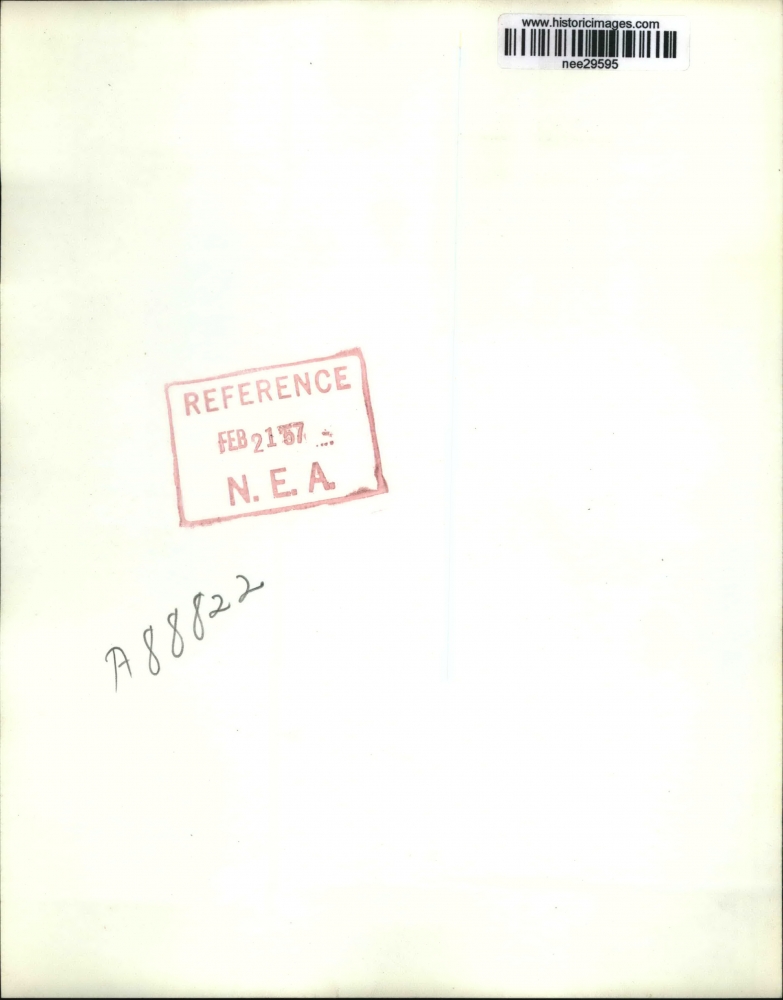 www.historicimages.com
nee29595
REFERENCE
FEB 21 '57
N. E. A.
A88822